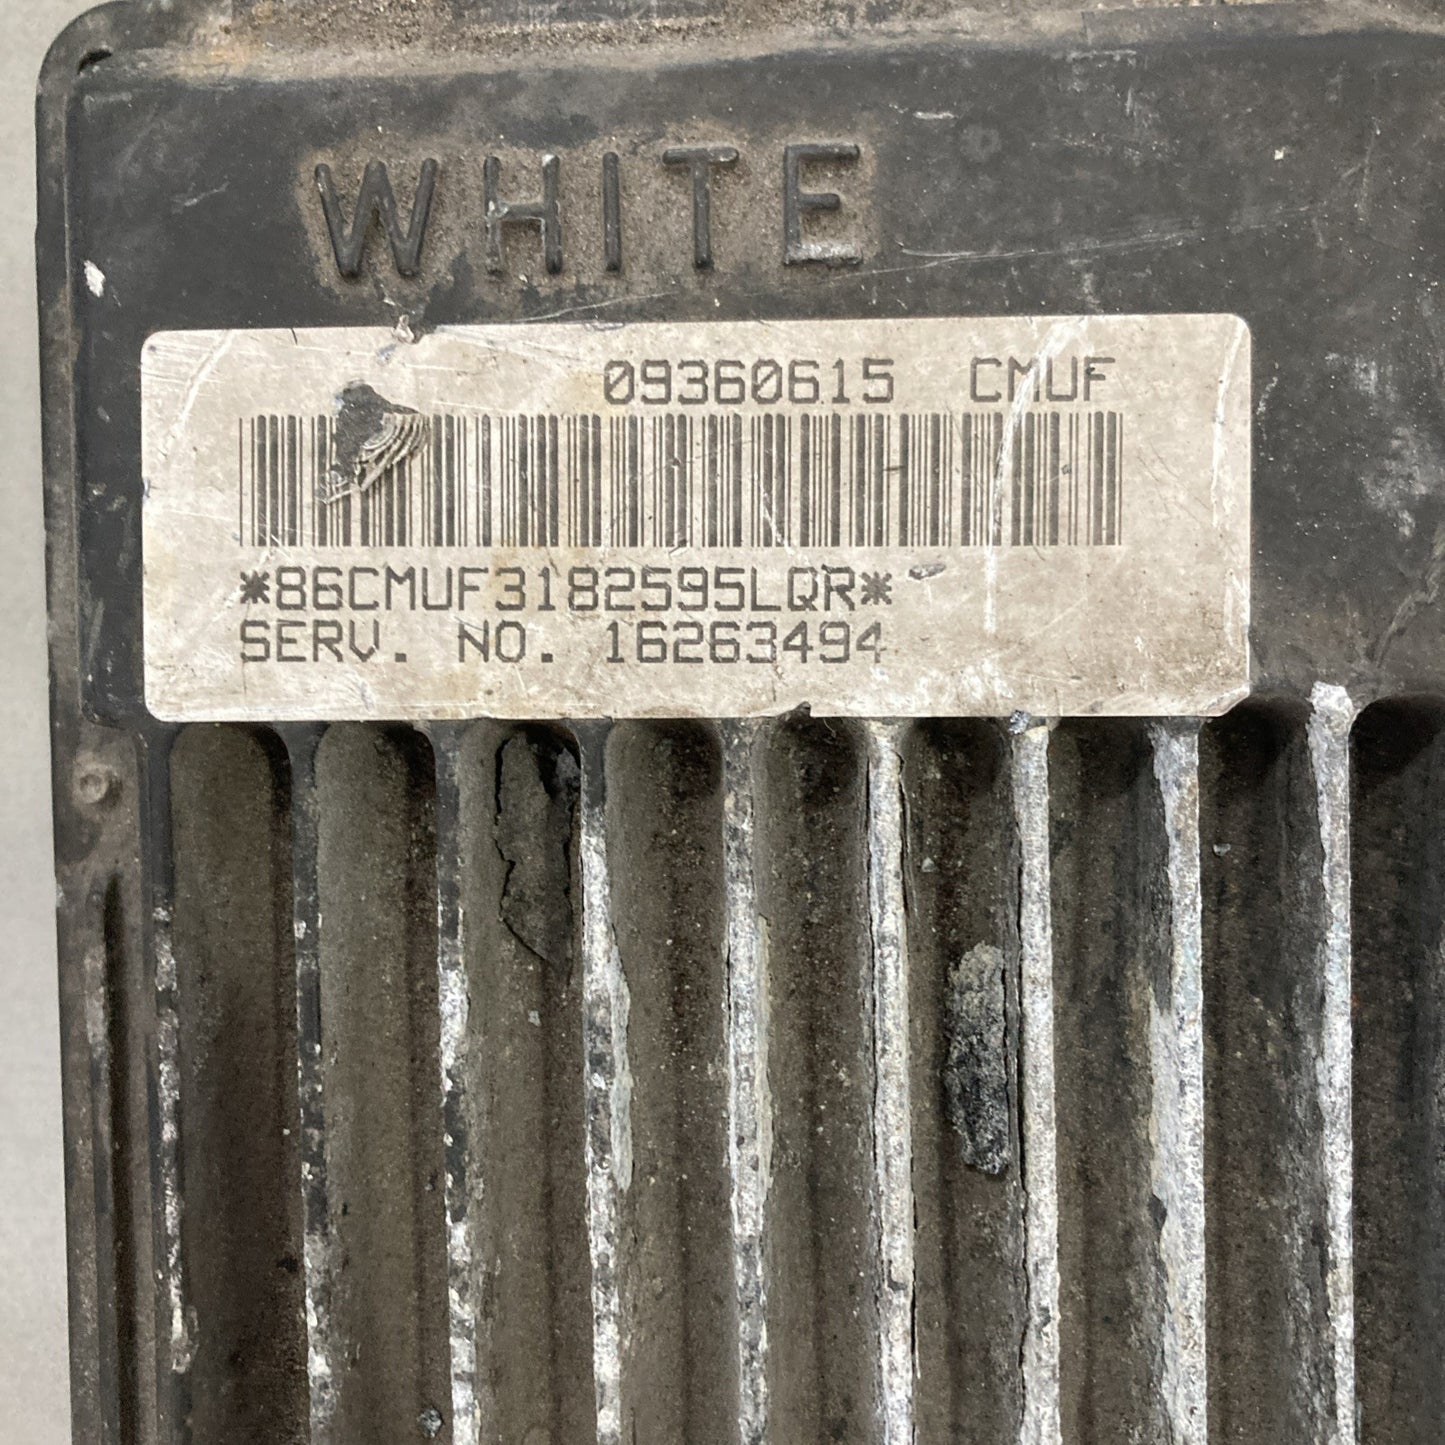 WHITE
09360615 CMUF
*86CMUF3182595LQR*
SERV. NO. 16263494